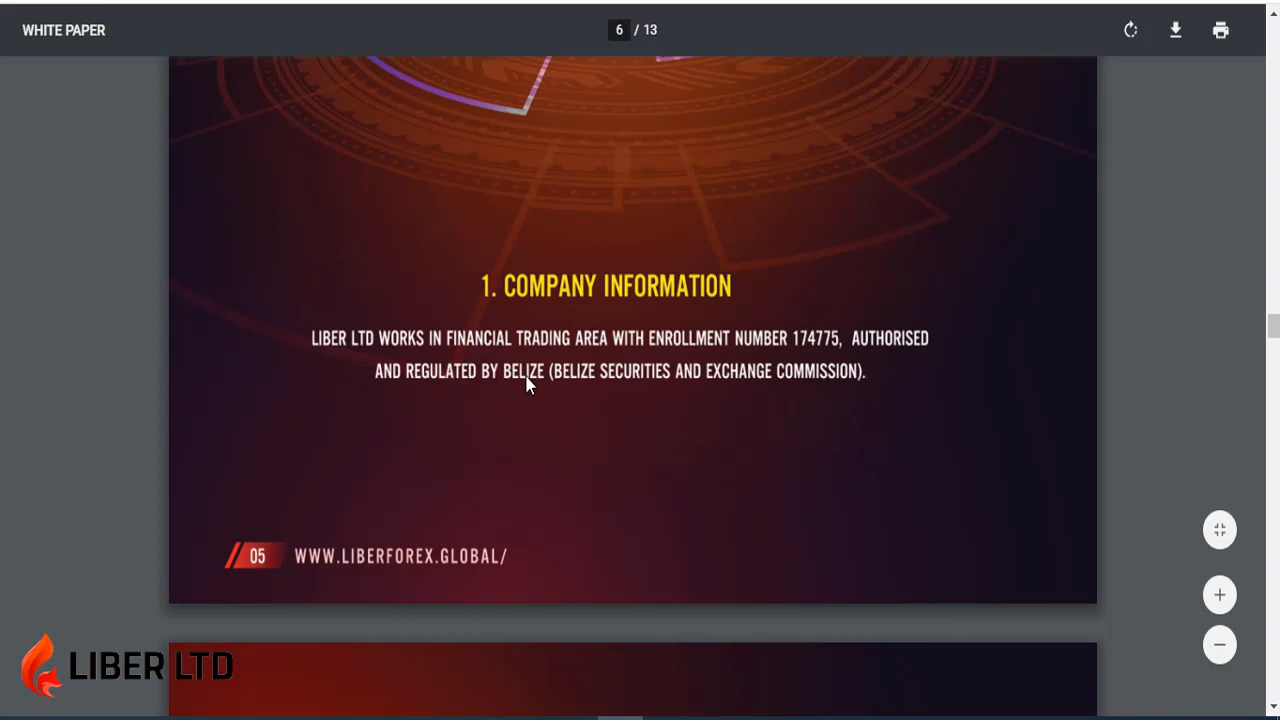 WHITE PAPER
6 / 13
1. COMPANY INFORMATION
LIBER LTD WORKS IN FINANCIAL TRADING AREA WITH ENROLLMENT NUMBER 174775, AUTHORISED
AND REGULATED BY BELIZE (BELIZE SECURITIES AND EXCHANGE COMMISSION).
05 WWW.LIBERFOREX.GLOBAL/
LIBER LTD